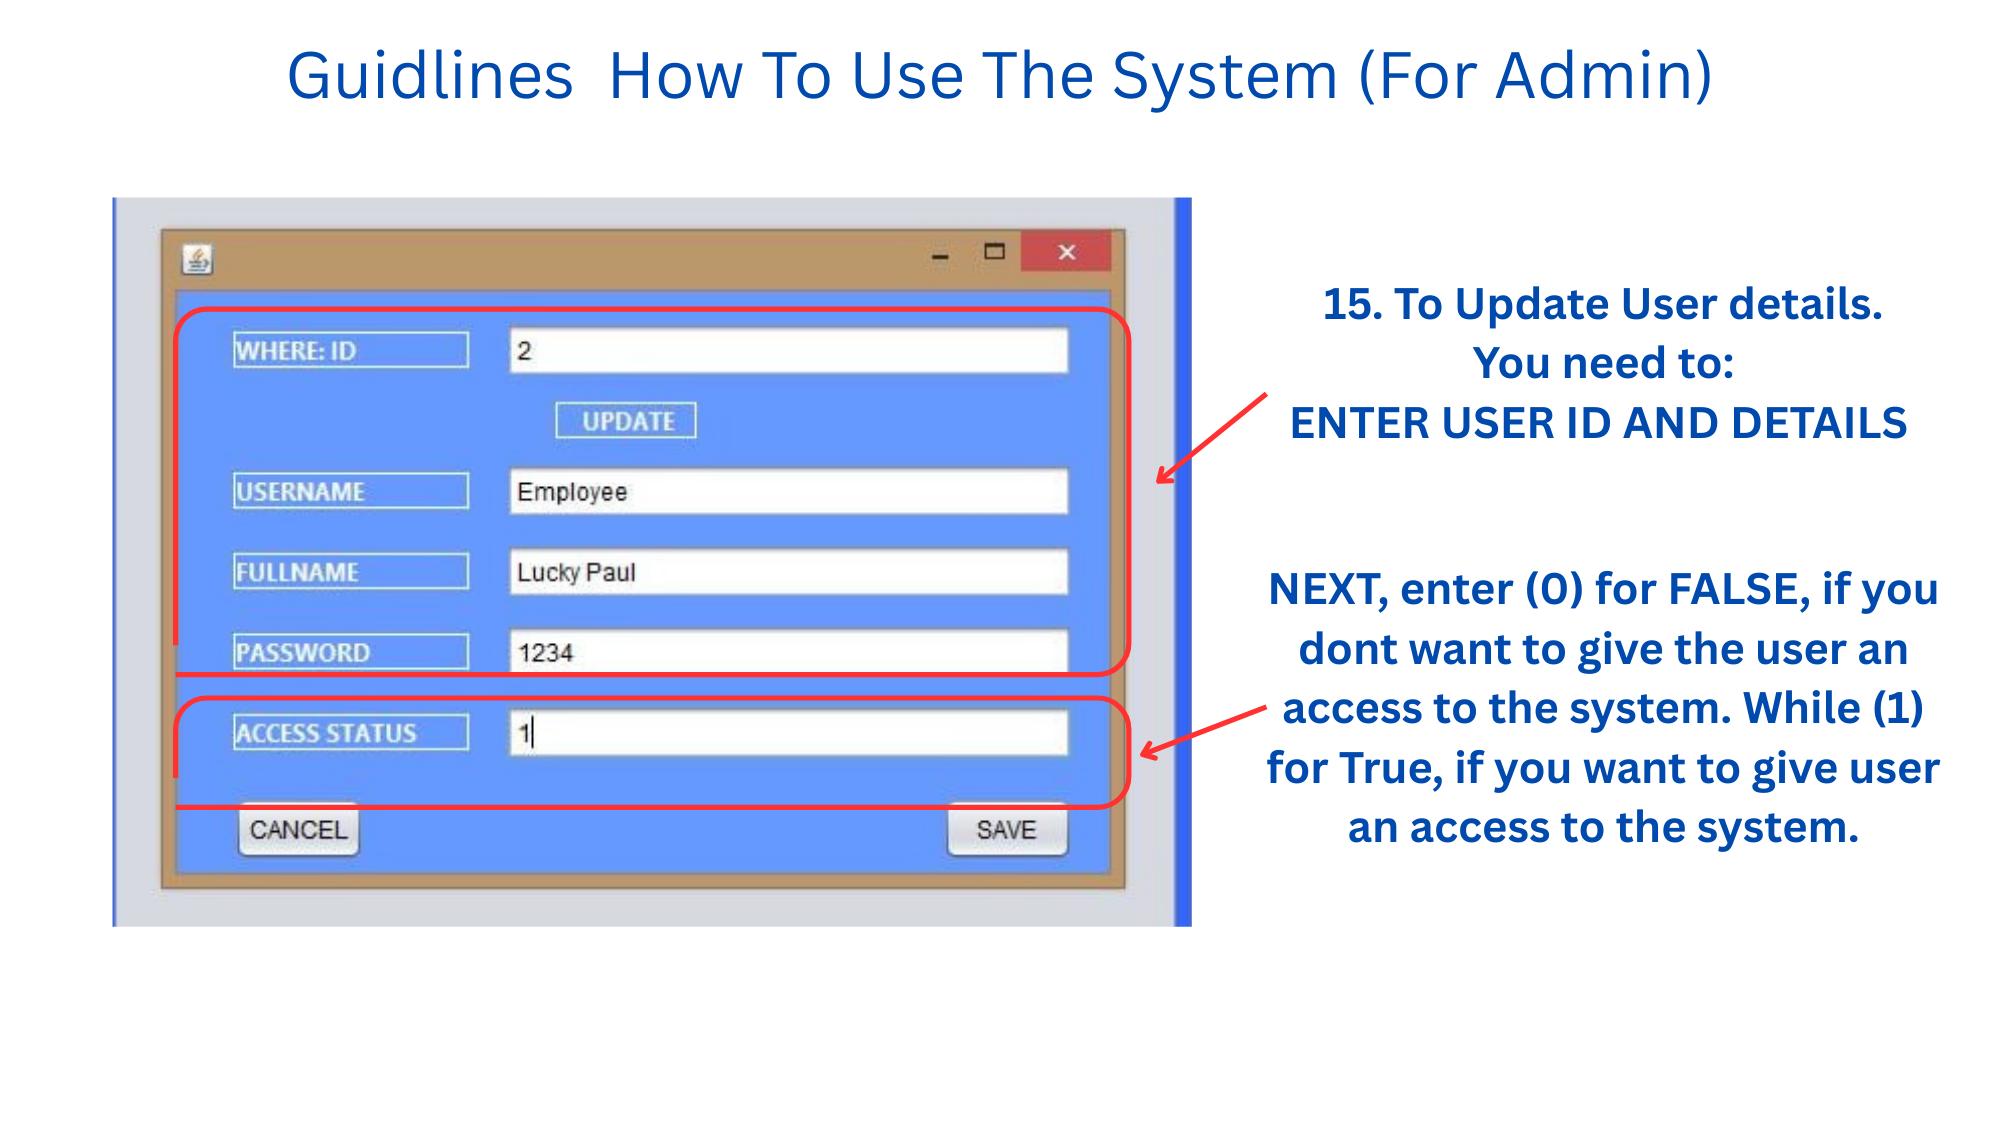 Guidlines How To Use The System (For Admin)
WHERE: ID 2
UPDATE
USERNAME Employee
FULLNAME Lucky Paul
PASSWORD 1234
ACCESS STATUS 1
CANCEL SAVE
15. To Update User details.
You need to:
ENTER USER ID AND DETAILS
NEXT, enter (0) for FALSE, if you
dont want to give the user an
access to the system. While (1)
for True, if you want to give user
an access to the system.